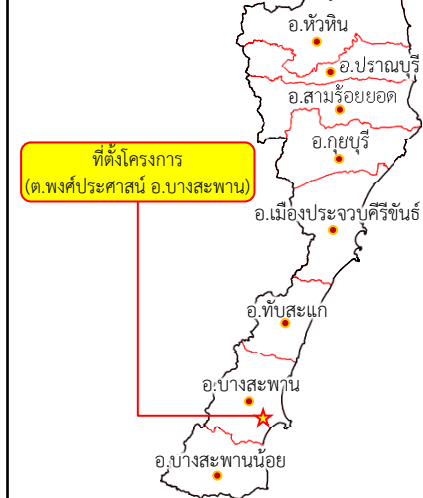 อ.หัวหิน
อ.ปราณบุรี
อ.สามร้อยยอด
อ.กุยบุรี
ที่ตั้งโครงการ
(ต.พงศ์ประศาสน์ อ.บางสะพาน)
อ.เมืองประจวบคีรีขันธ์
อ.ทับสะแก
อ.บางสะพาน
อ.บางสะพานน้อย